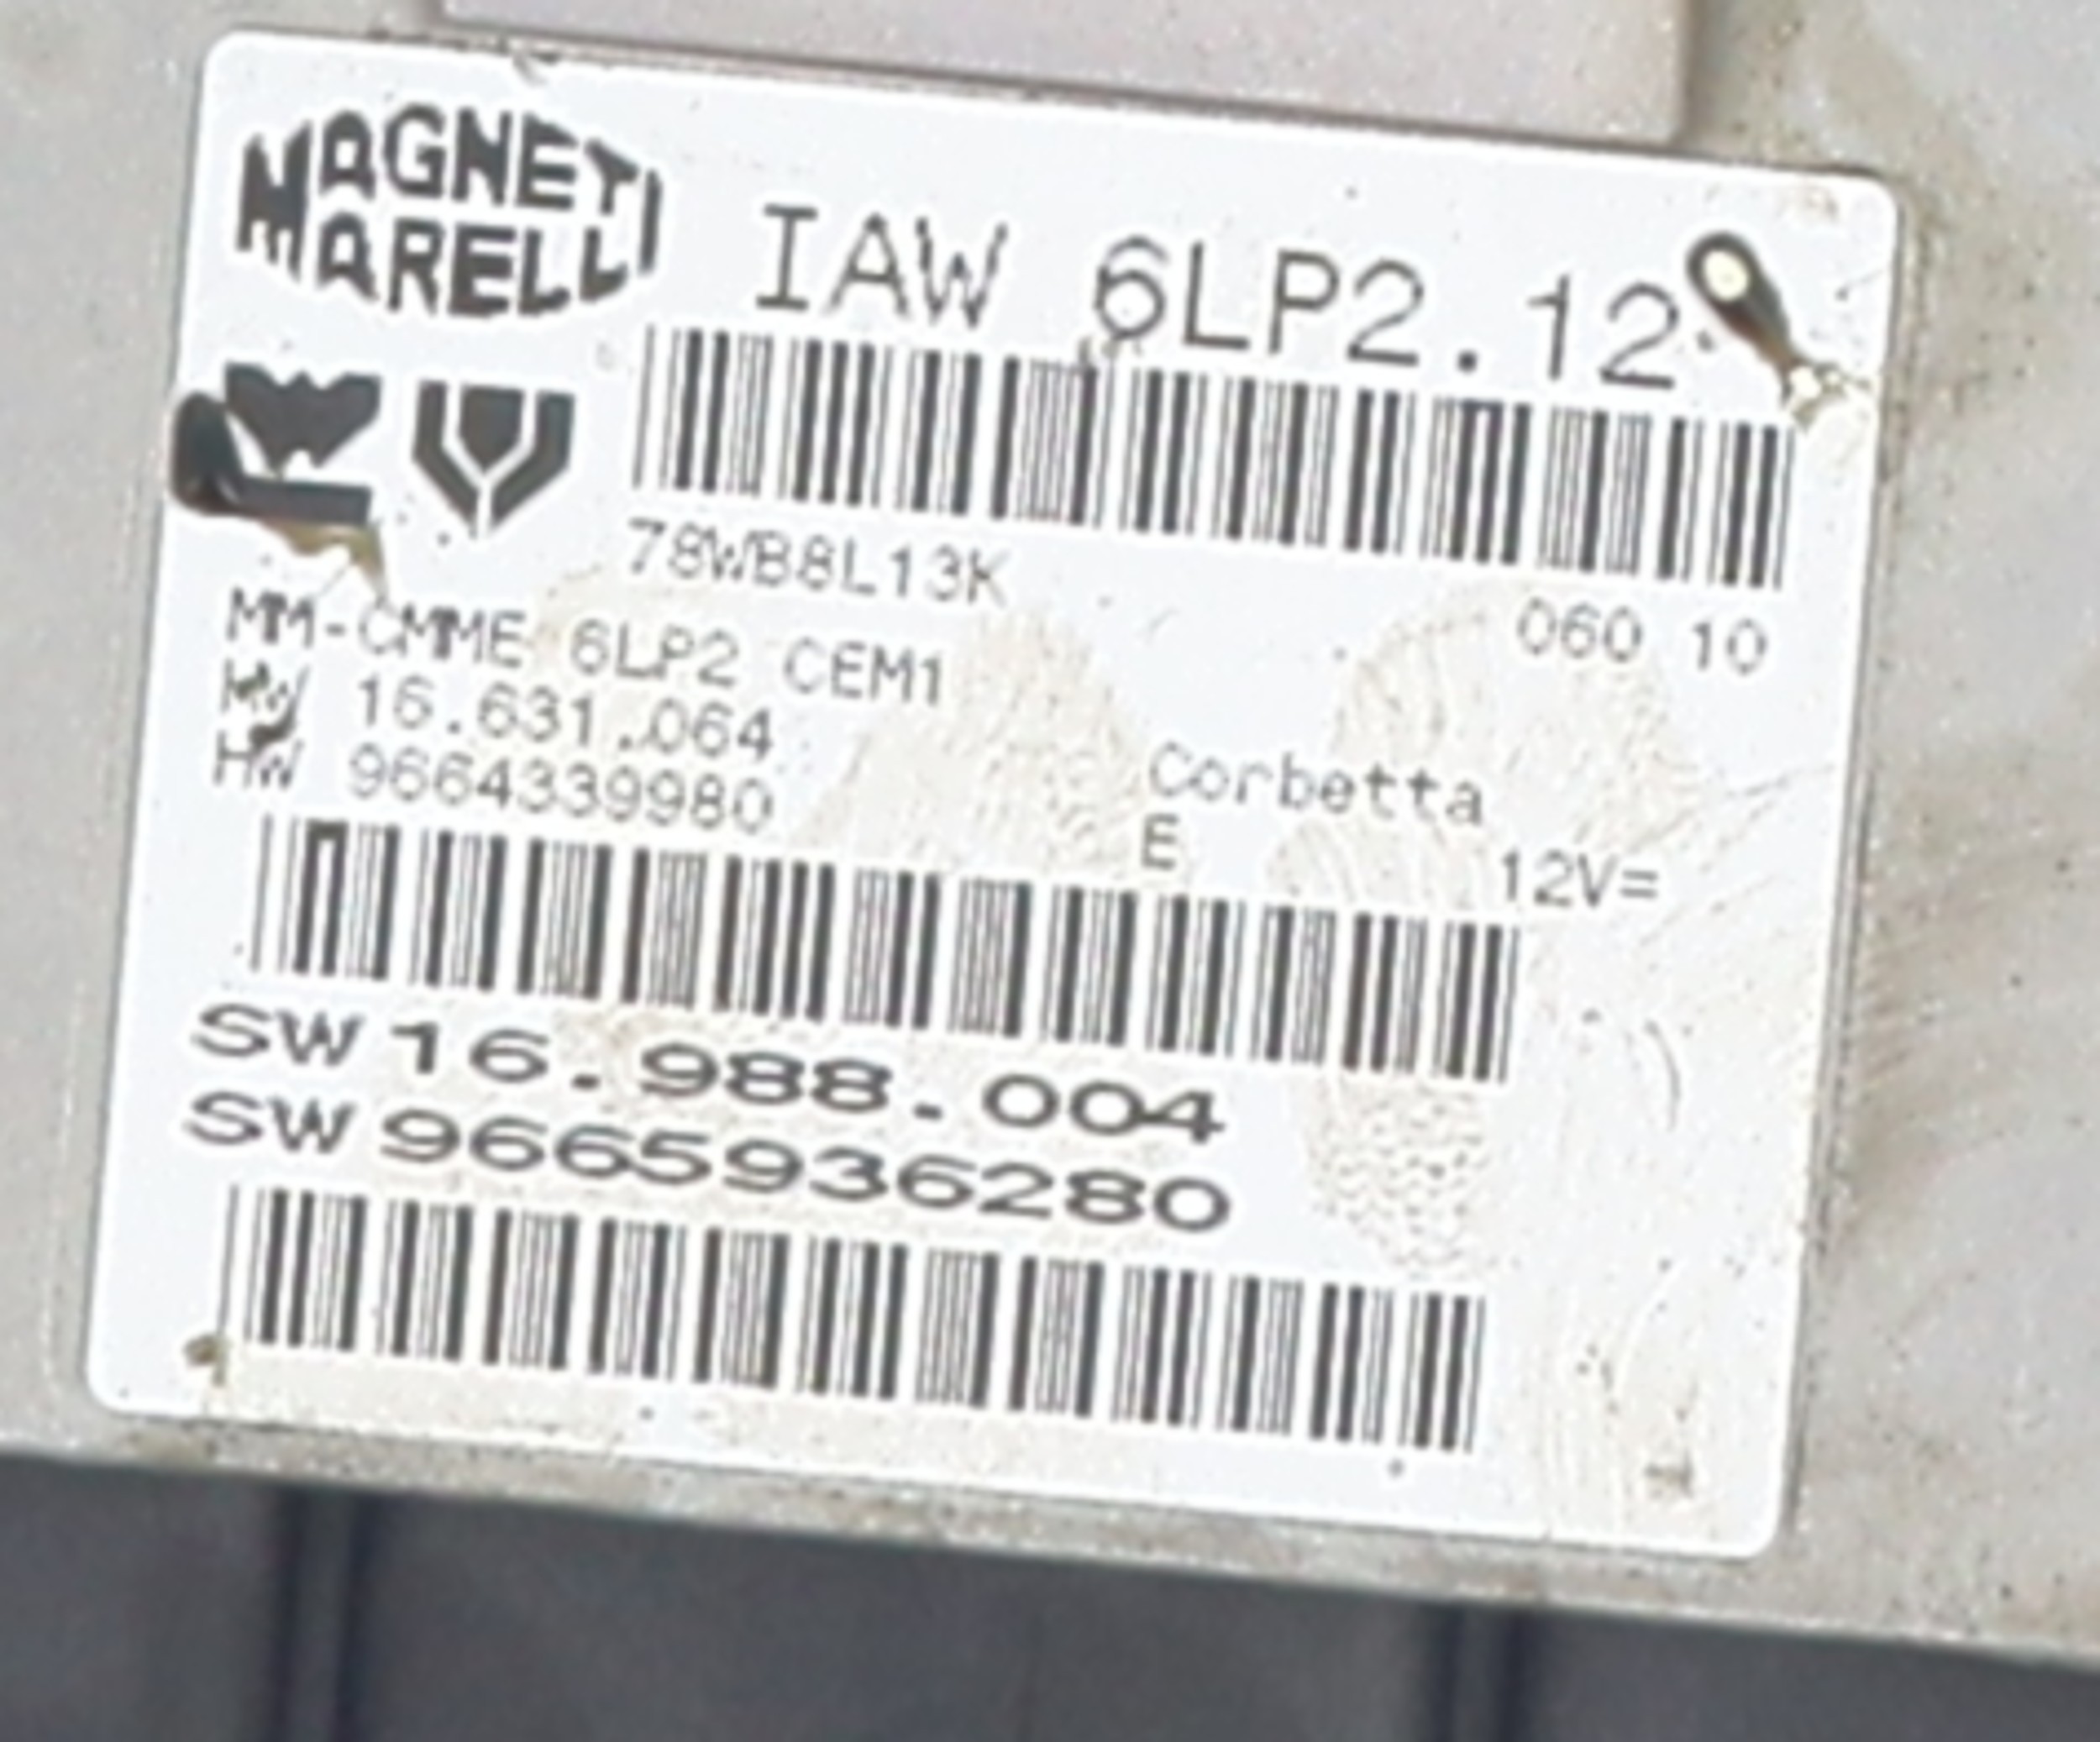 MAGNETI
MARELLI
IAW 6LP2.12
78WB8L13K
060 10
MM-CMME 6LP2 CEM1
HW 16.631.064
HW 9664339980
Corbetta
E
12V=
SW 16.988.004
SW 9665936280